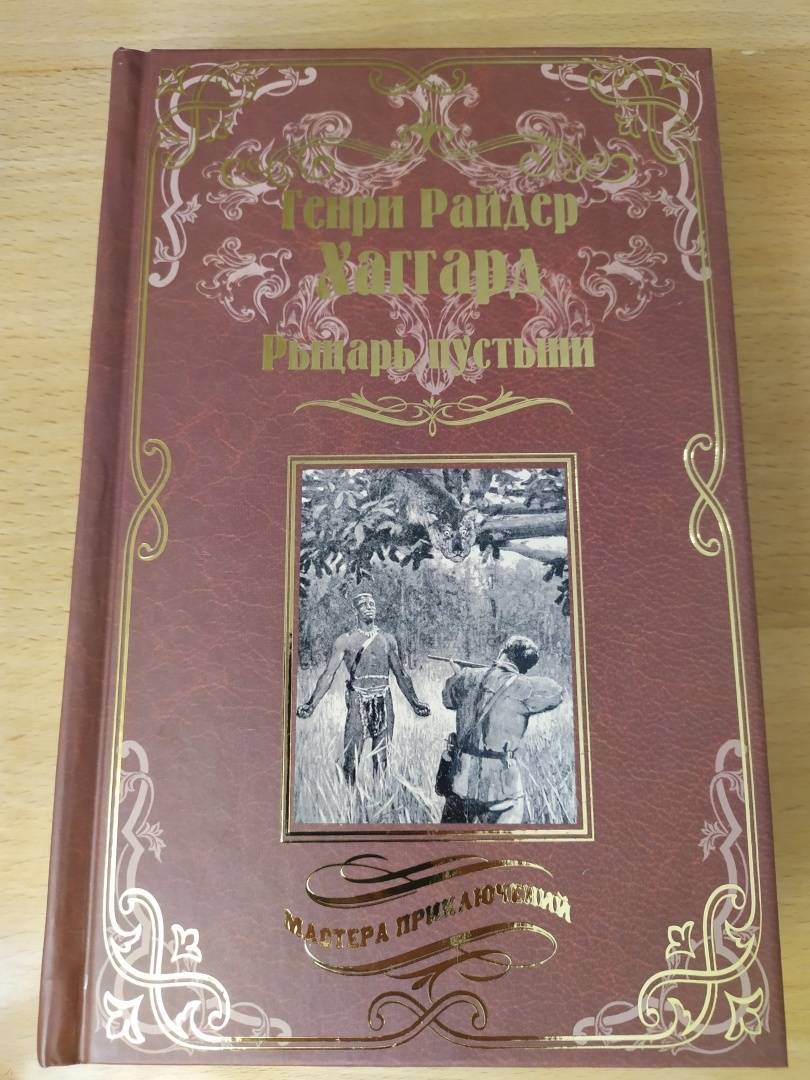 Генри Райдер
Хаггард
Рыцарь пустыни
МАСТЕРА ПРИКЛЮЧЕНИЙ